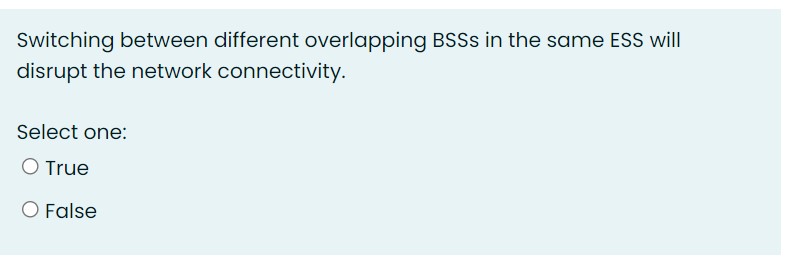 Switching between different overlapping BSSs in the same ESS will
disrupt the network connectivity.
Select one:
True
False